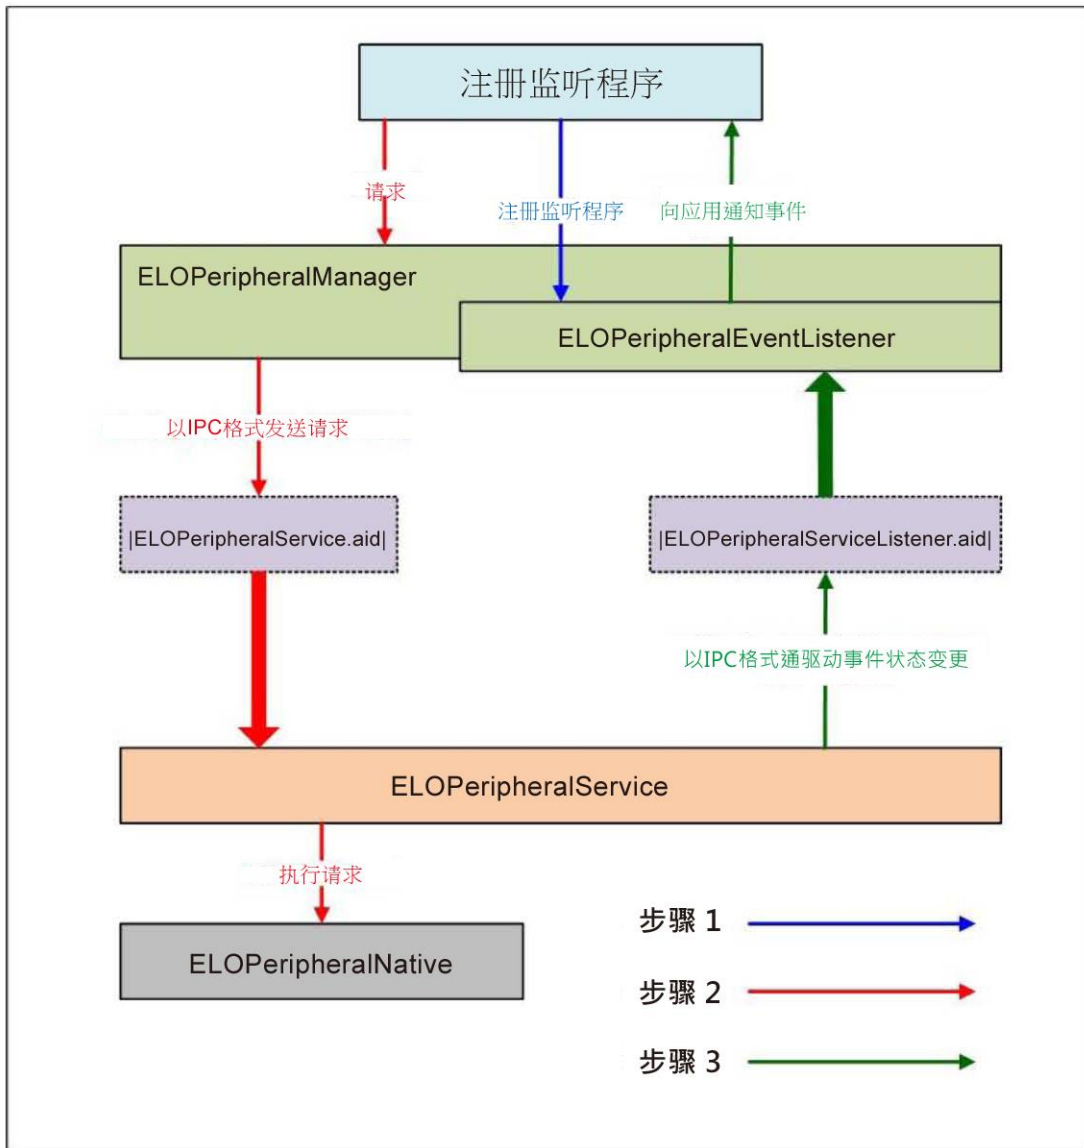 注册监听程序
请求
注册监听程序
向应用通知事件
ELOPeripheralManager
ELOPeripheralEventListener
以IPC格式发送请求
|ELOPeripheralService.aid|
|ELOPeripheralServiceListener.aid|
以IPC格式通驱动事件状态变更
ELOPeripheralService
执行请求
ELOPeripheralNative
步骤 1
步骤 2
步骤 3